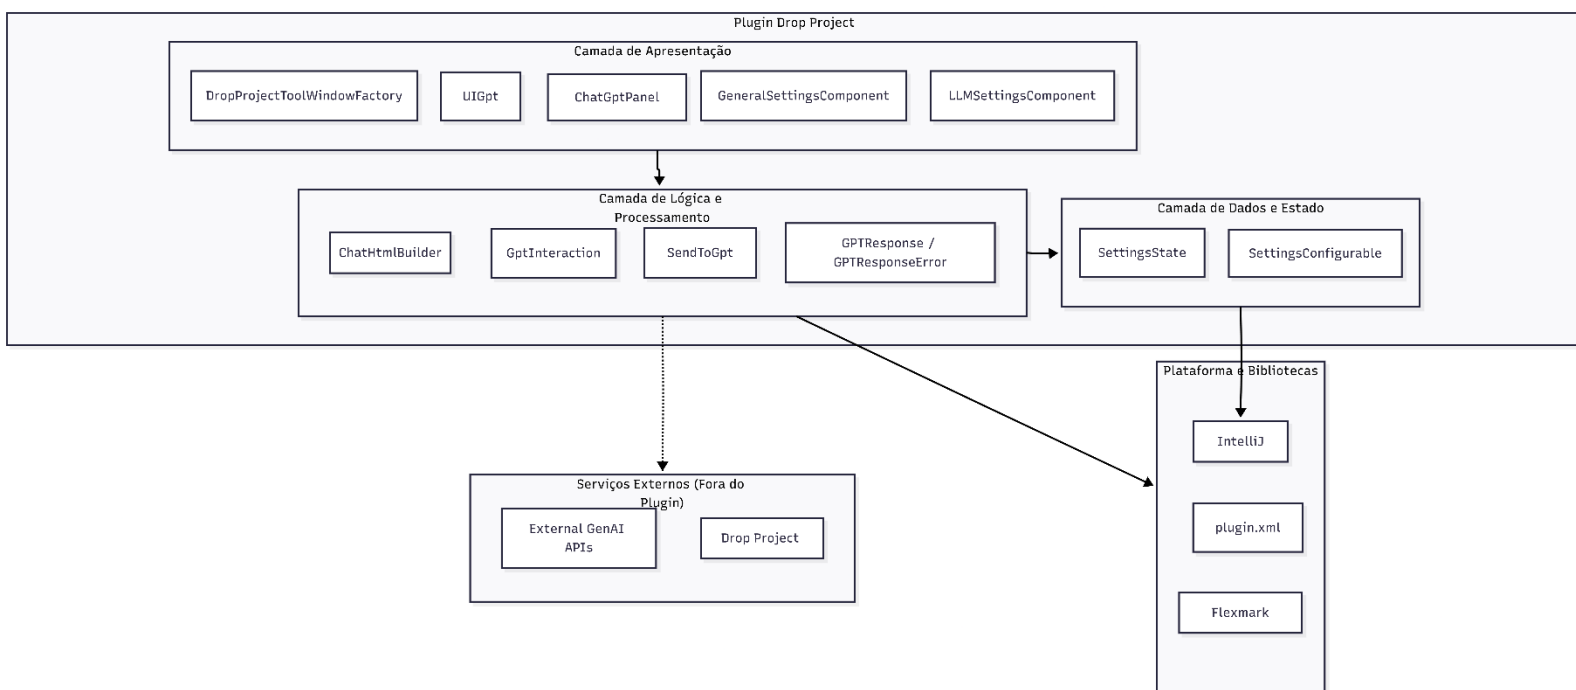 Plugin Drop Project
Camada de Apresentação
DropProjectToolWindowFactory
UIGpt
ChatGptPanel
GeneralSettingsComponent
LLMSettingsComponent
Camada de Lógica e
Processamento
ChatHtmlBuilder
GptInteraction
SendToGpt
GPTResponse /
GPTResponseError
Camada de Dados e Estado
SettingsState
SettingsConfigurable
Plataforma e Bibliotecas
IntelliJ
plugin.xml
Flexmark
Serviços Externos (Fora do
Plugin)
External GenAI
APIs
Drop Project